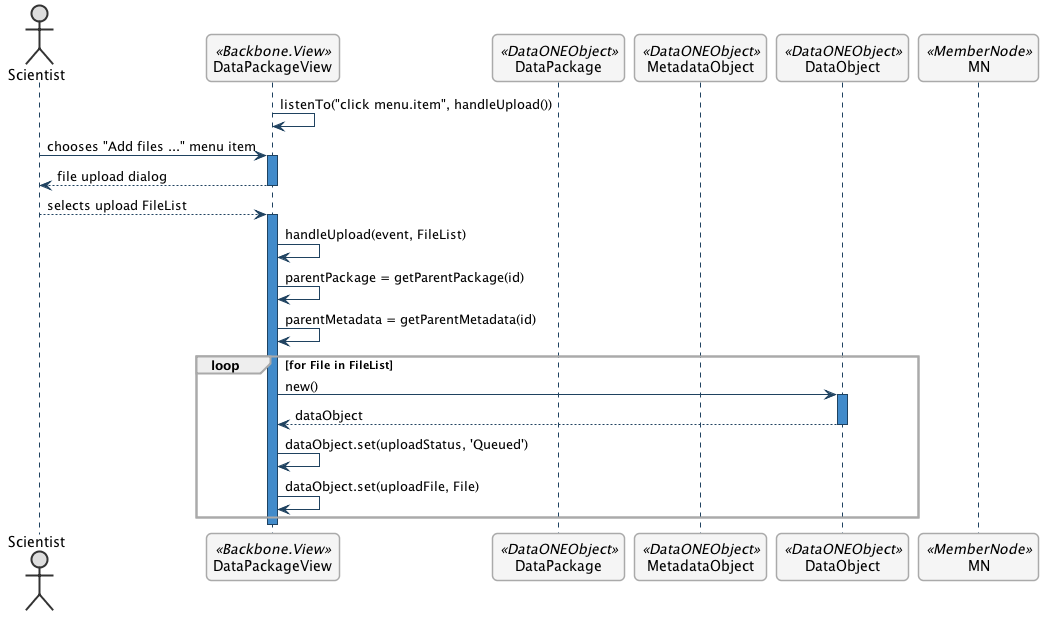 Scientist
«Backbone.View»
DataPackageView
«DataONEObject»
DataPackage
«DataONEObject»
MetadataObject
«DataONEObject»
DataObject
«MemberNode»
MN
listenTo("click menu.item", handleUpload())
chooses "Add files ..." menu item
file upload dialog
selects upload FileList
handleUpload(event, FileList)
parentPackage = getParentPackage(id)
parentMetadata = getParentMetadata(id)
loop [for File in FileList]
new()
dataObject
dataObject.set(uploadStatus, 'Queued')
dataObject.set(uploadFile, File)
Scientist
«Backbone.View»
DataPackageView
«DataONEObject»
DataPackage
«DataONEObject»
MetadataObject
«DataONEObject»
DataObject
«MemberNode»
MN